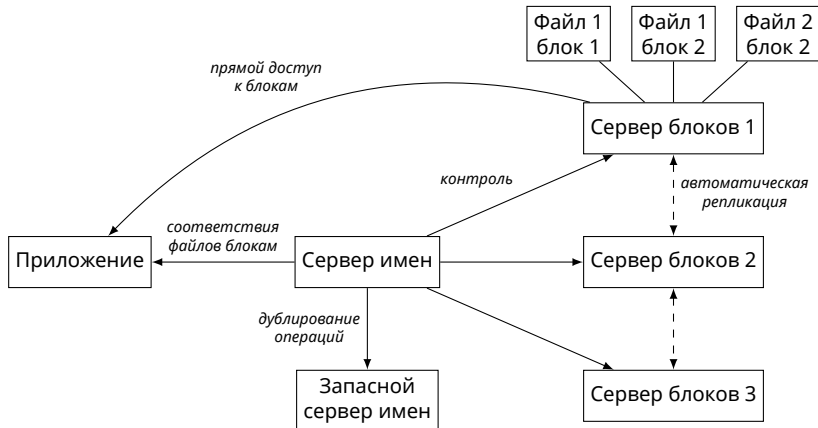 Файл 1
блок 1
Файл 1
блок 2
Файл 2
блок 2
прямой доступ
к блокам
Сервер блоков 1
контроль
автоматическая
репликация
соответствия
файлов блокам
Приложение
Сервер имен
Сервер блоков 2
дублирование
операций
Запасной
сервер имен
Сервер блоков 3